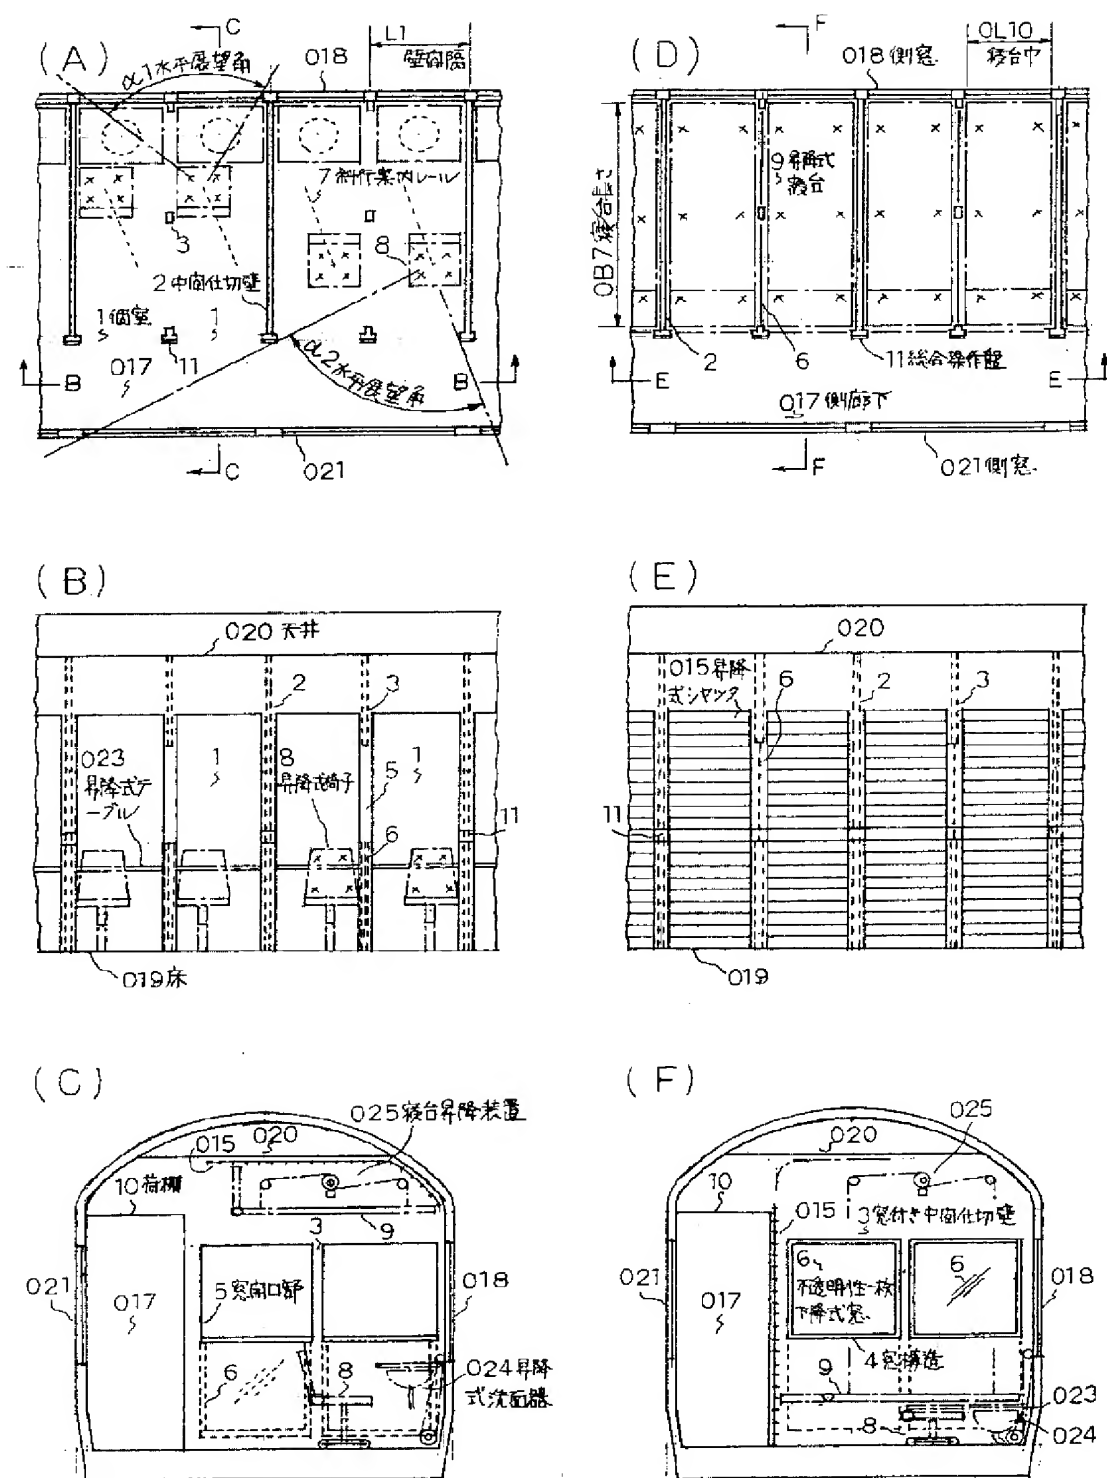 (A)
C
L1
壁間隔
α1水平展望角
018
7斜行案内レール
3
8
2中間仕切壁
1個室
1
11
017
B
B
α2水平展望角
C
021
(D)
F
0L10
寝台巾
018側窓
9昇降式
寝台
0B7寝台長さ
2
6
11総合操作盤
E
E
017側廊下
F
021側窓
(B)
020天井
2
3
023
昇降式テ
ーブル
1
8
昇降式椅子
5
1
6
11
019床
(E)
020
015昇降
式シヤッタ
6
2
3
11
019
(C)
025寝台昇降装置
015
020
10荷棚
3
9
021
017
5窓開口部
018
6
8
024昇降
式洗面器
(F)
025
020
10
015
3窓付き中間仕切壁
021
017
6
不透明性一枚
下降式窓
6
018
4窓構造
9
023
8
024